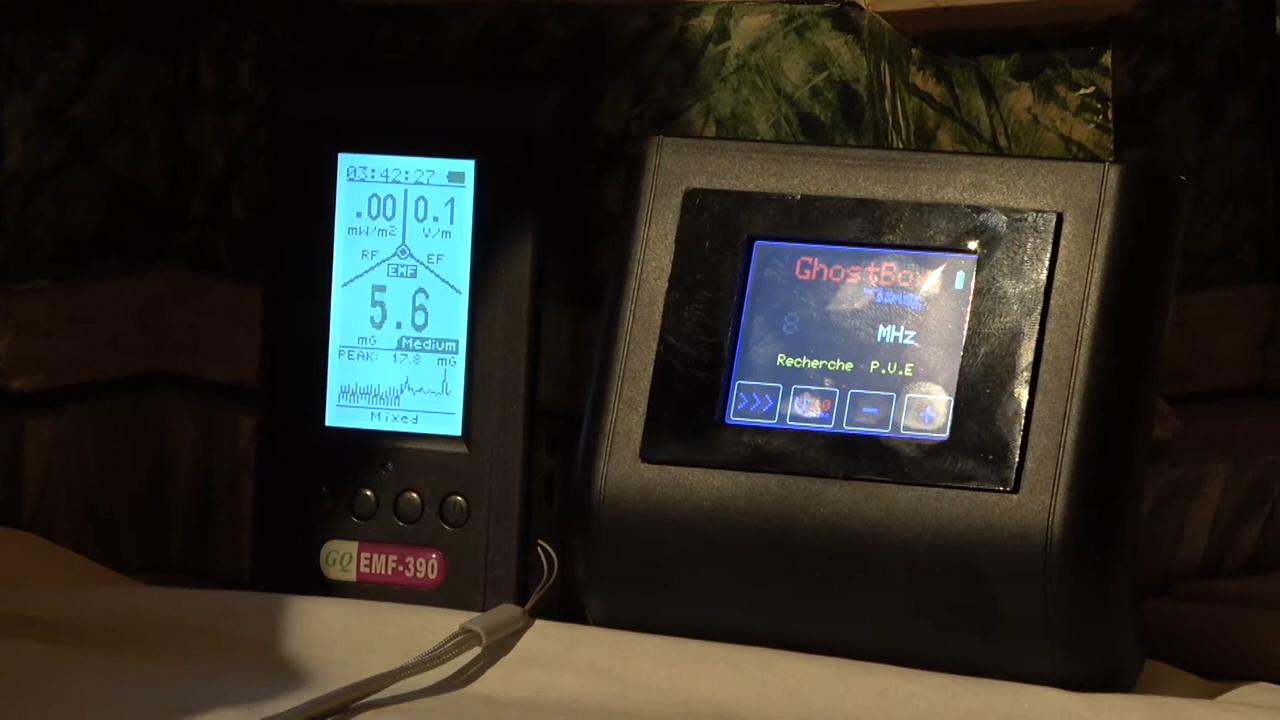 03:42:27
.00 0.1
mW/m2 V/m
RF EF
EMF
5.6
mG Medium
PEAK: 17.8 mG
Mixed
GQ EMF-390
GhostBox
MHz
Recherche P.V.E
>>> - +